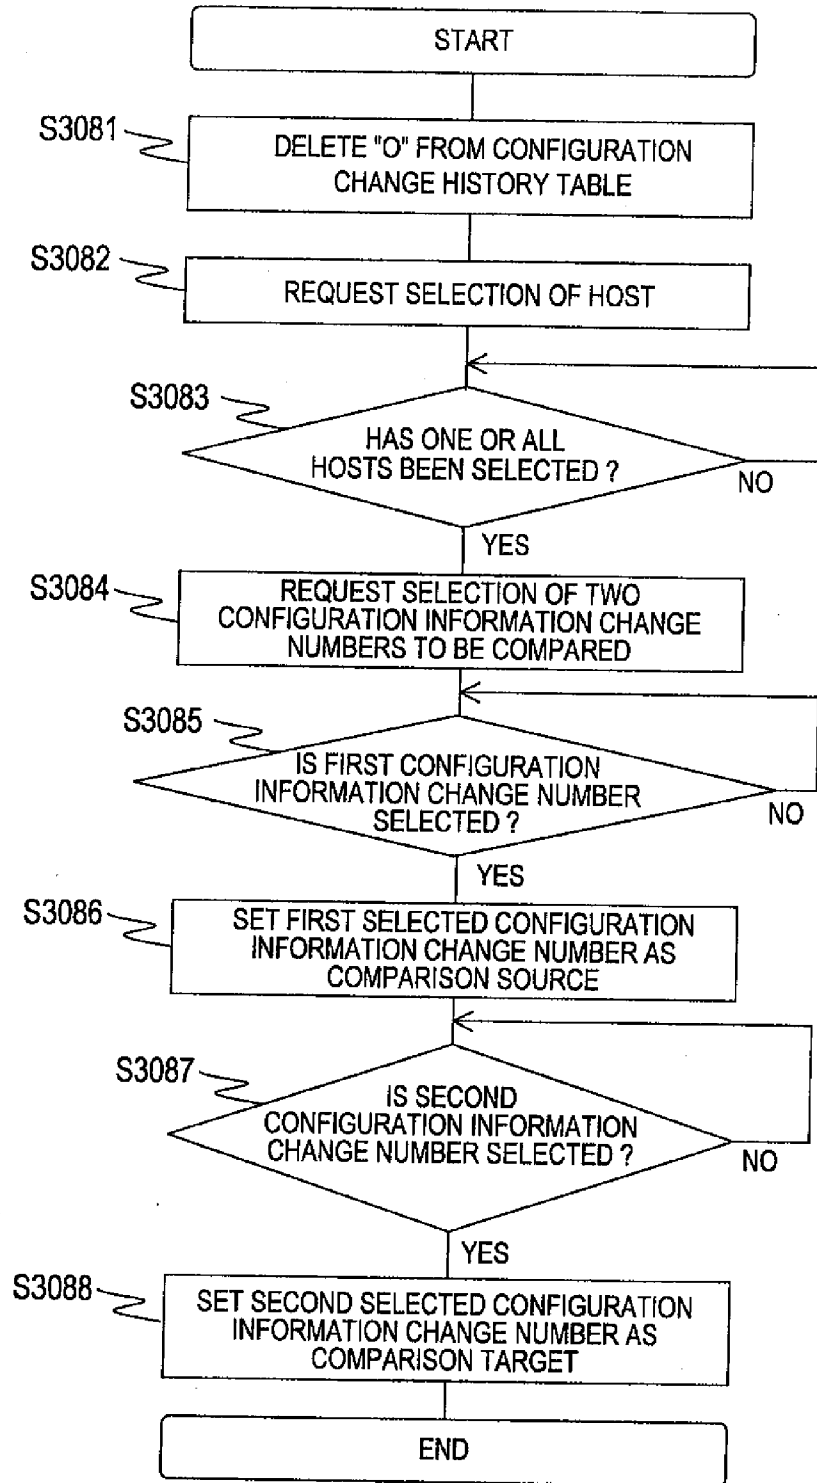 START
S3081
DELETE "O" FROM CONFIGURATION
CHANGE HISTORY TABLE
S3082
REQUEST SELECTION OF HOST
S3083
HAS ONE OR ALL
HOSTS BEEN SELECTED ?
NO
YES
S3084
REQUEST SELECTION OF TWO
CONFIGURATION INFORMATION CHANGE
NUMBERS TO BE COMPARED
S3085
IS FIRST CONFIGURATION
INFORMATION CHANGE NUMBER
SELECTED ?
NO
YES
S3086
SET FIRST SELECTED CONFIGURATION
INFORMATION CHANGE NUMBER AS
COMPARISON SOURCE
S3087
IS SECOND
CONFIGURATION INFORMATION
CHANGE NUMBER SELECTED ?
NO
YES
S3088
SET SECOND SELECTED CONFIGURATION
INFORMATION CHANGE NUMBER AS
COMPARISON TARGET
END